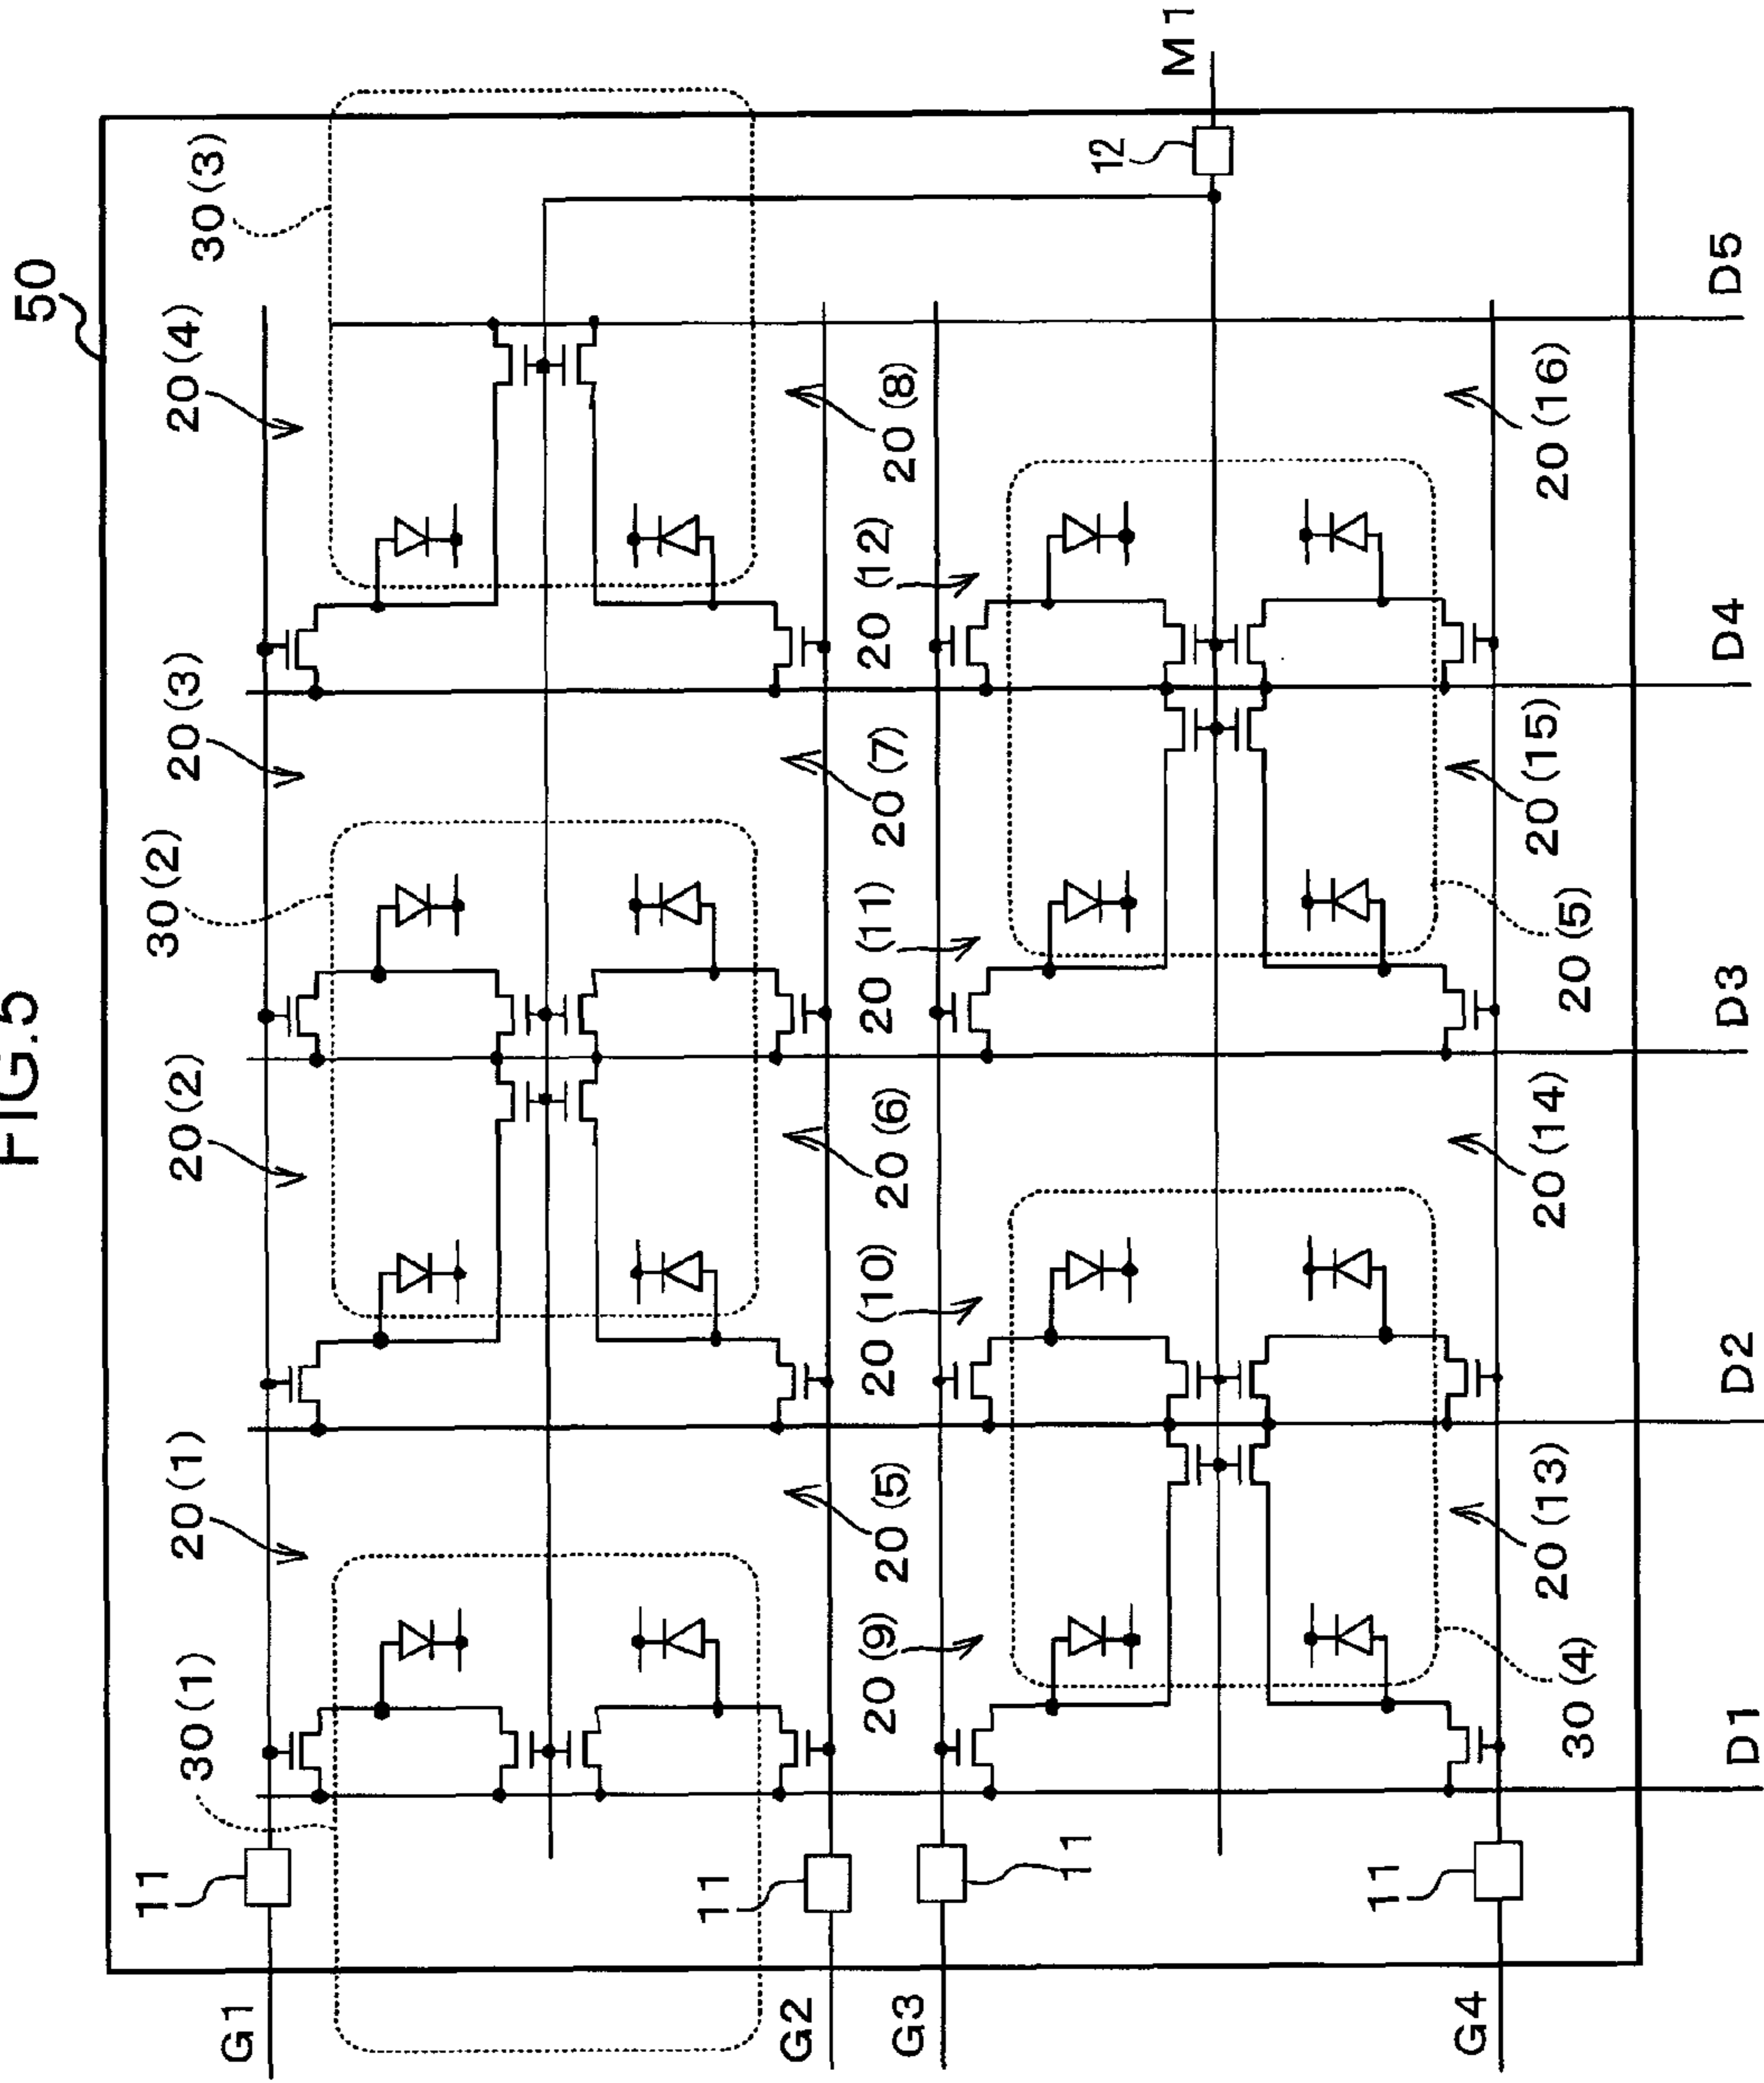 FIG.5
50
30(1)
30(2)
30(3)
20(1)
20(2)
20(3)
20(4)
11
G1
G2
11
20(5)
20(6)
20(7)
20(8)
M1
12
G3
11
20(9)
20(10)
20(11)
20(12)
G4
11
30(4)
20(13)
20(14)
20(5)
20(15)
20(16)
D1
D2
D3
D4
D5